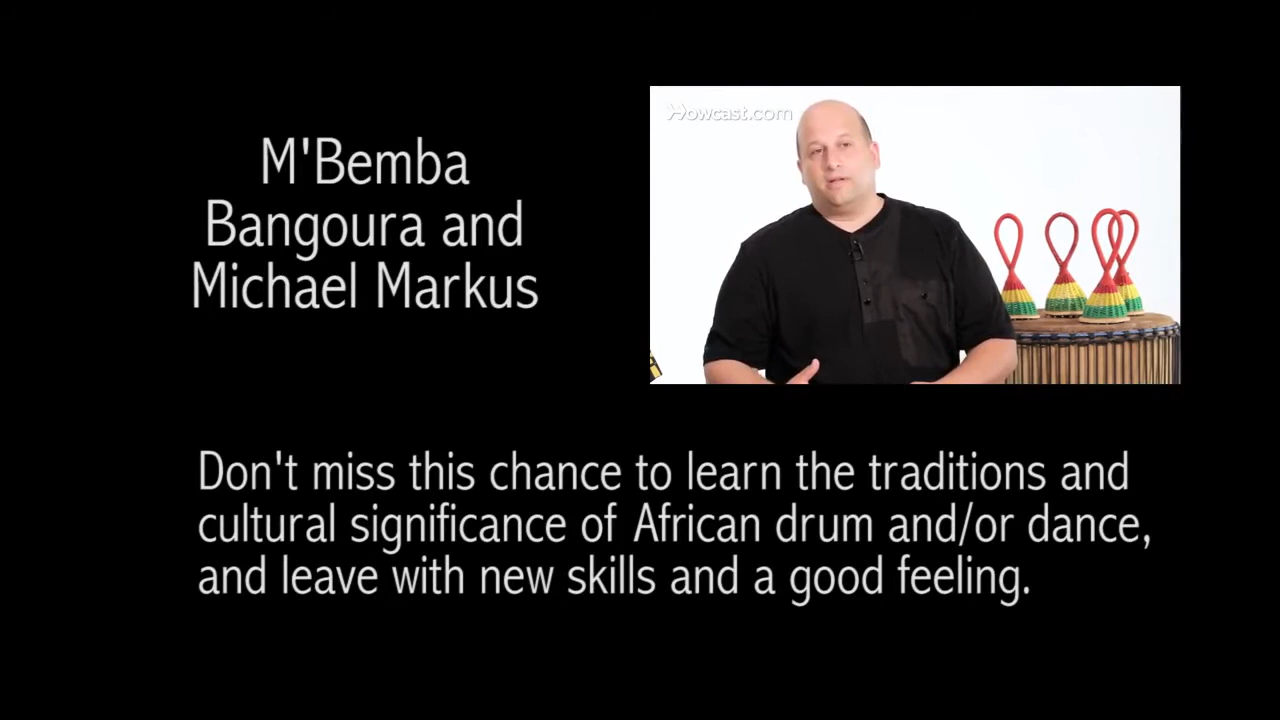 M'Bemba
Bangoura and
Michael Markus
Howcast.com
Don't miss this chance to learn the traditions and
cultural significance of African drum and/or dance,
and leave with new skills and a good feeling.